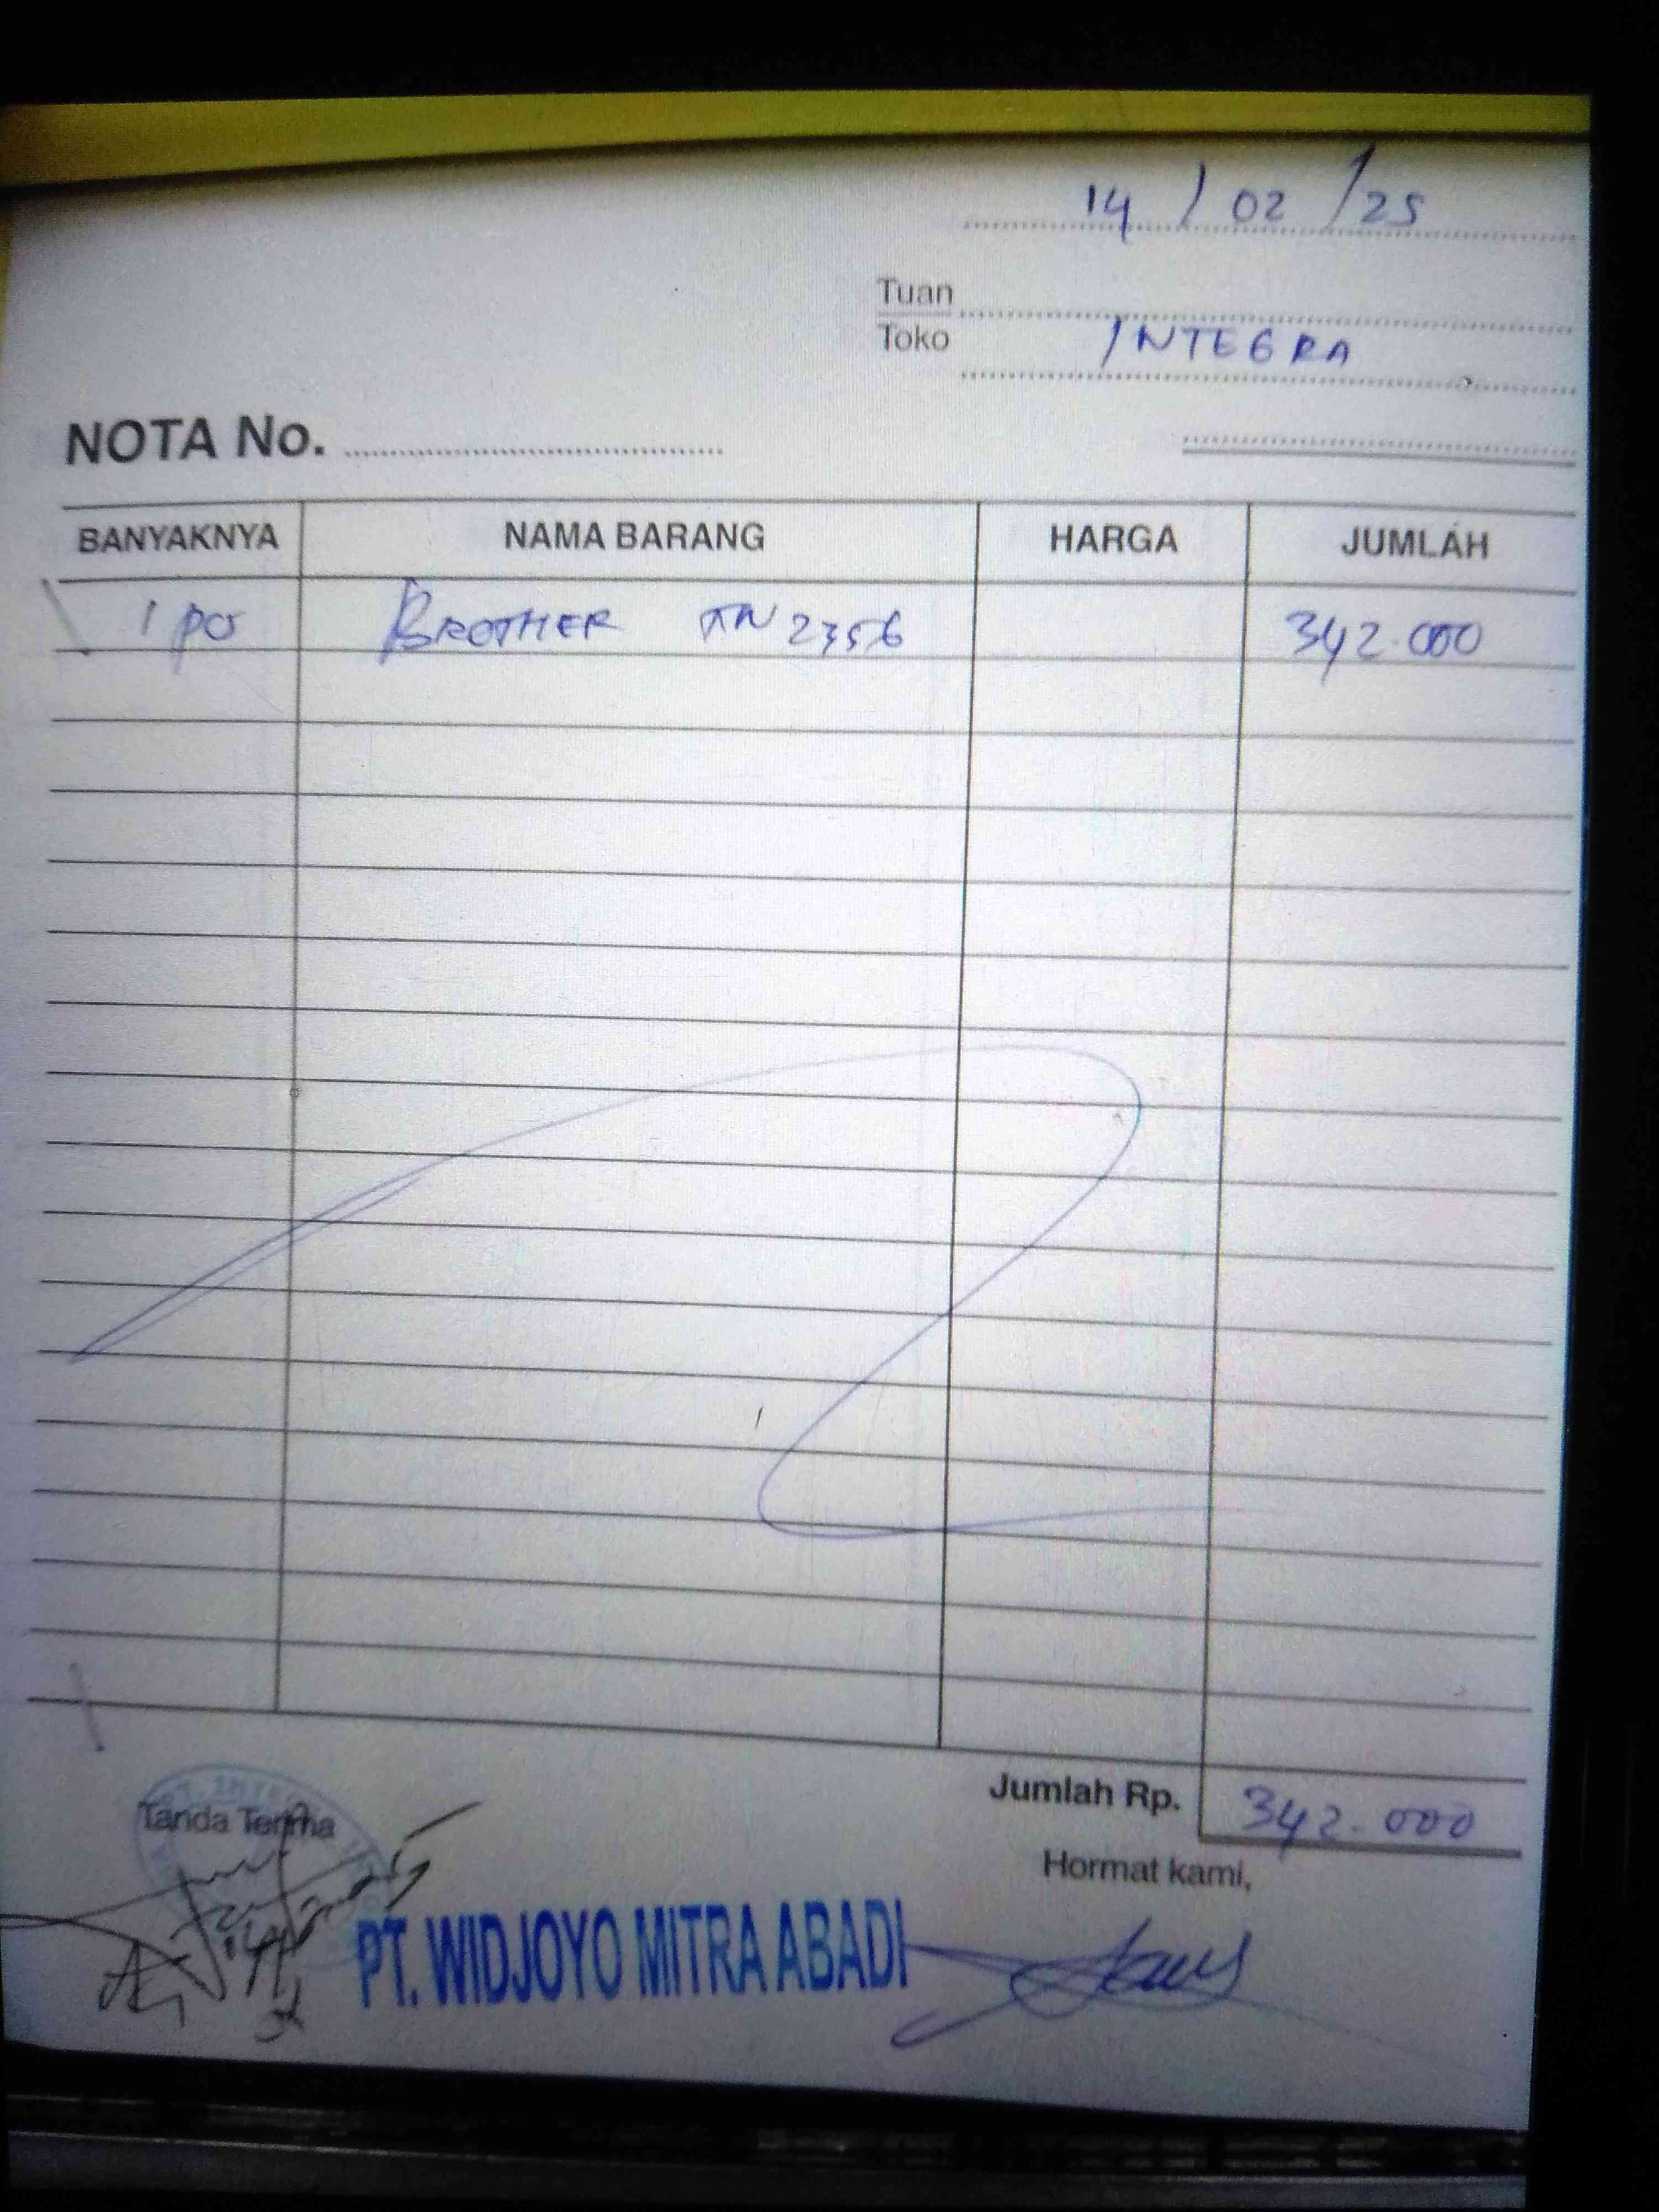 14 / 02 / 25
Tuan
Toko INTEGRA
NOTA No.
BANYAKNYA NAMA BARANG HARGA JUMLAH
1 po BROTHER TN 2356 342.000
Jumlah Rp. 342.000
Tanda Terima
Hormat kami,
PT. WIDJOYO MITRA ABADI